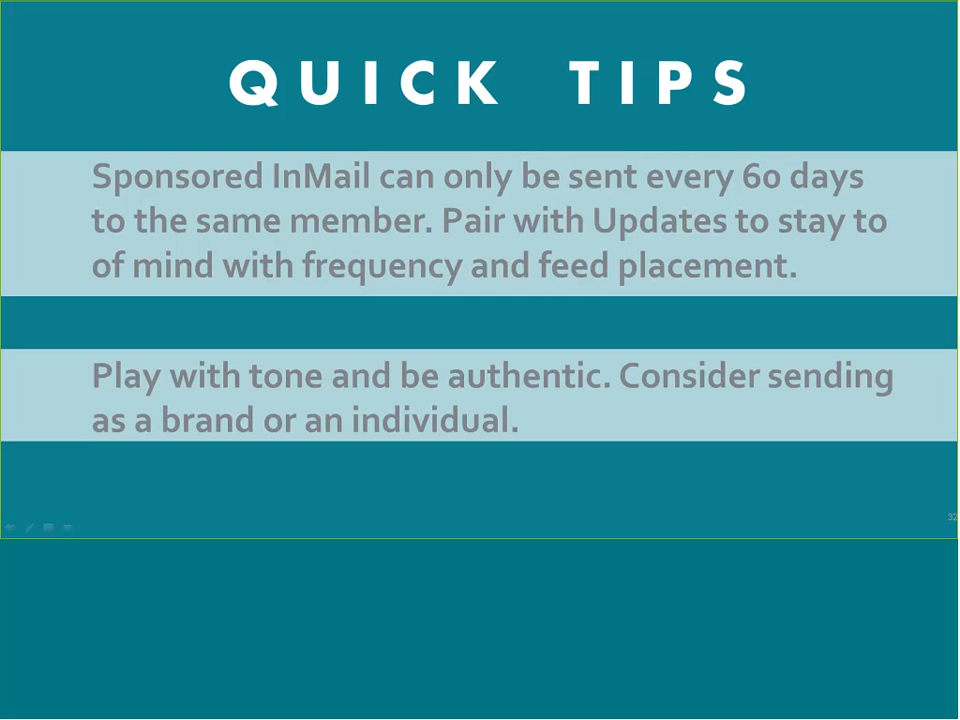 QUICK TIPS
Sponsored InMail can only be sent every 60 days
to the same member. Pair with Updates to stay to
of mind with frequency and feed placement.
Play with tone and be authentic. Consider sending
as a brand or an individual.
32